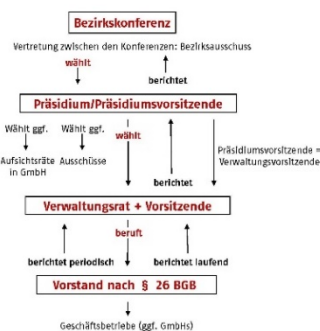 Bezirkskonferenz
Vertretung zwischen den Konferenzen: Bezirksausschuss
wählt
berichtet
Präsidium/Präsidiumsvorsitzende
Wählt ggf.
Wählt ggf.
wählt
Aufsichtsräte
in GmbH
Ausschüsse
Präsidiumsvorsitzende =
Verwaltungsvorsitzende
berichtet
Verwaltungsrat + Vorsitzende
beruft
berichtet periodisch
berichtet laufend
Vorstand nach § 26 BGB
Geschäftsbetriebe (ggf. GmbHs)